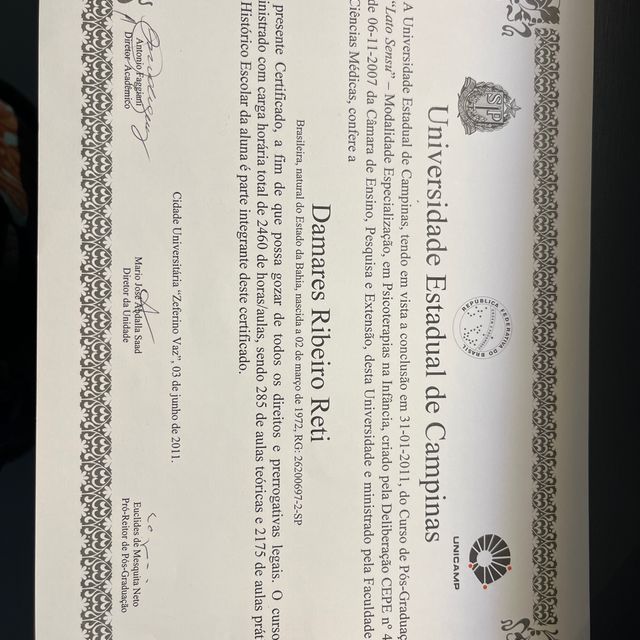 SP
REPÚBLICA FEDERATIVA DO BRASIL
UNICAMP
Universidade Estadual de Campinas
A Universidade Estadual de Campinas, tendo em vista a conclusão em 31-01-2011, do Curso de Pós-Graduaç
"Lato Sensu" – Modalidade Especialização, em Psicoterapias na Infância, criado pela Deliberação CEPE nº 4
de 06-11-2007 da Câmara de Ensino, Pesquisa e Extensão, desta Universidade e ministrado pela Faculdade
Ciências Médicas, confere a
Damares Ribeiro Reti
Brasileira, natural do Estado da Bahia, nascida a 02 de março de 1972, RG: 26200697-2-SP
presente Certificado, a fim de que possa gozar de todos os direitos e prerrogativas legais. O curso
inistrado com carga horária total de 2460 de horas/aulas, sendo 285 de aulas teóricas e 2175 de aulas prát
Histórico Escolar da aluna é parte integrante deste certificado.
Cidade Universitária "Zeferino Vaz", 03 de junho de 2011.
Antonio Faggiani
Diretor Acadêmico
Mario José Abdalla Saad
Diretor da Unidade
Euclides de Mesquita Neto
Pró-Reitor de Pós-Graduação